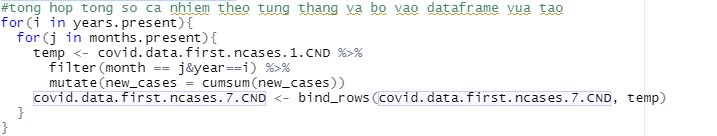 #tong hop tong so ca nhiem theo tung thang va bo vao dataframe vua tao
for(i in years.present){
  for(j in months.present){
    temp <- covid.data.first.ncases.1.CND %>%
      filter(month == j&year==i) %>%
      mutate(new_cases = cumsum(new_cases))
    covid.data.first.ncases.7.CND <- bind_rows(covid.data.first.ncases.7.CND, temp)
  }
}